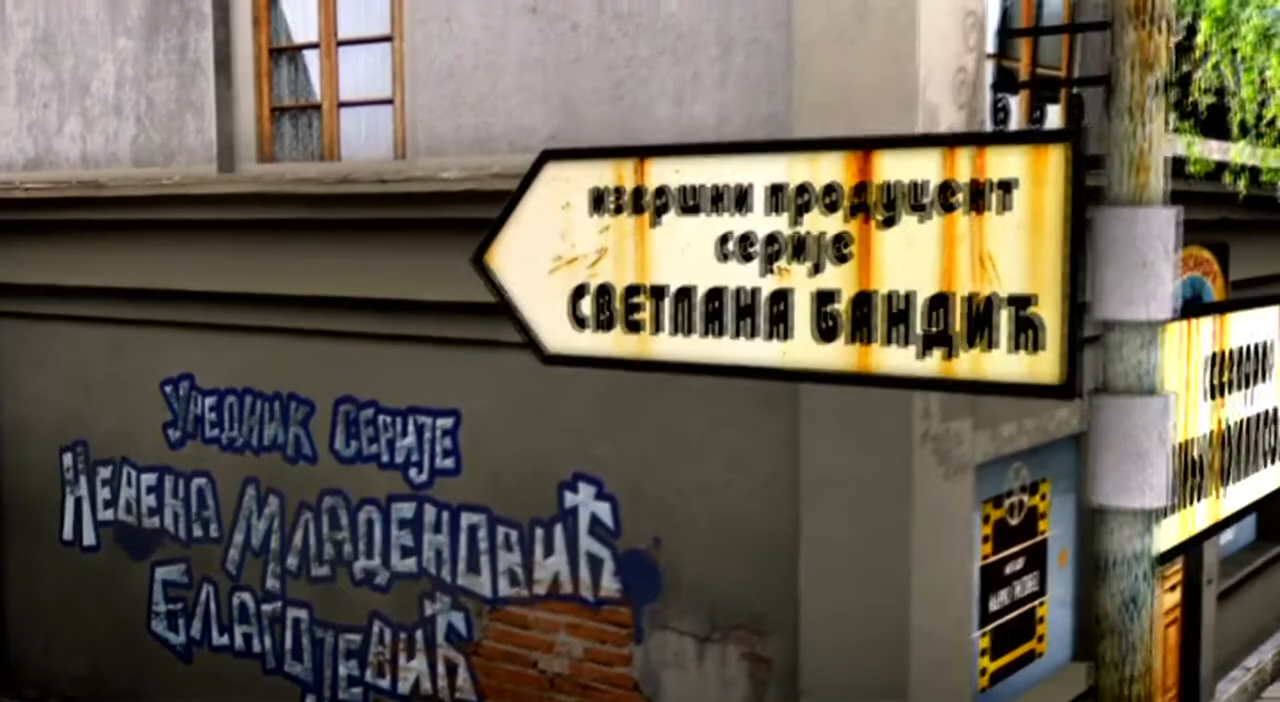 извршни продуцент
серије
СВЕТЛАНА БАНДИЋ
Уредник Серије
Невена Младеновић
Благојевић